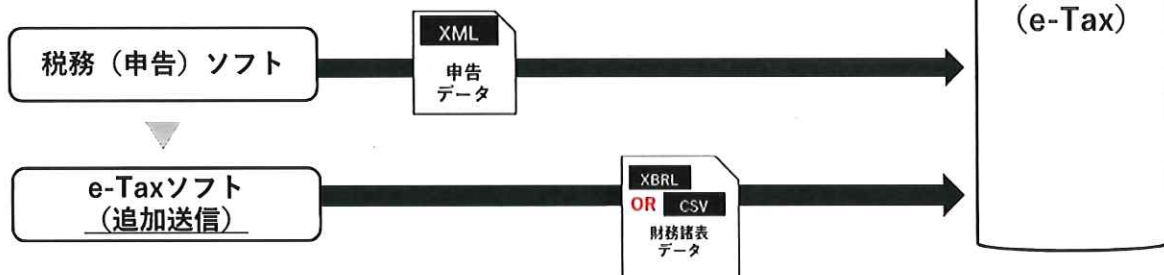 （e-Tax）
XML
税務（申告）ソフト
申告
データ
e-Taxソフト
（追加送信）
XBRL
OR CSV
財務諸表
データ